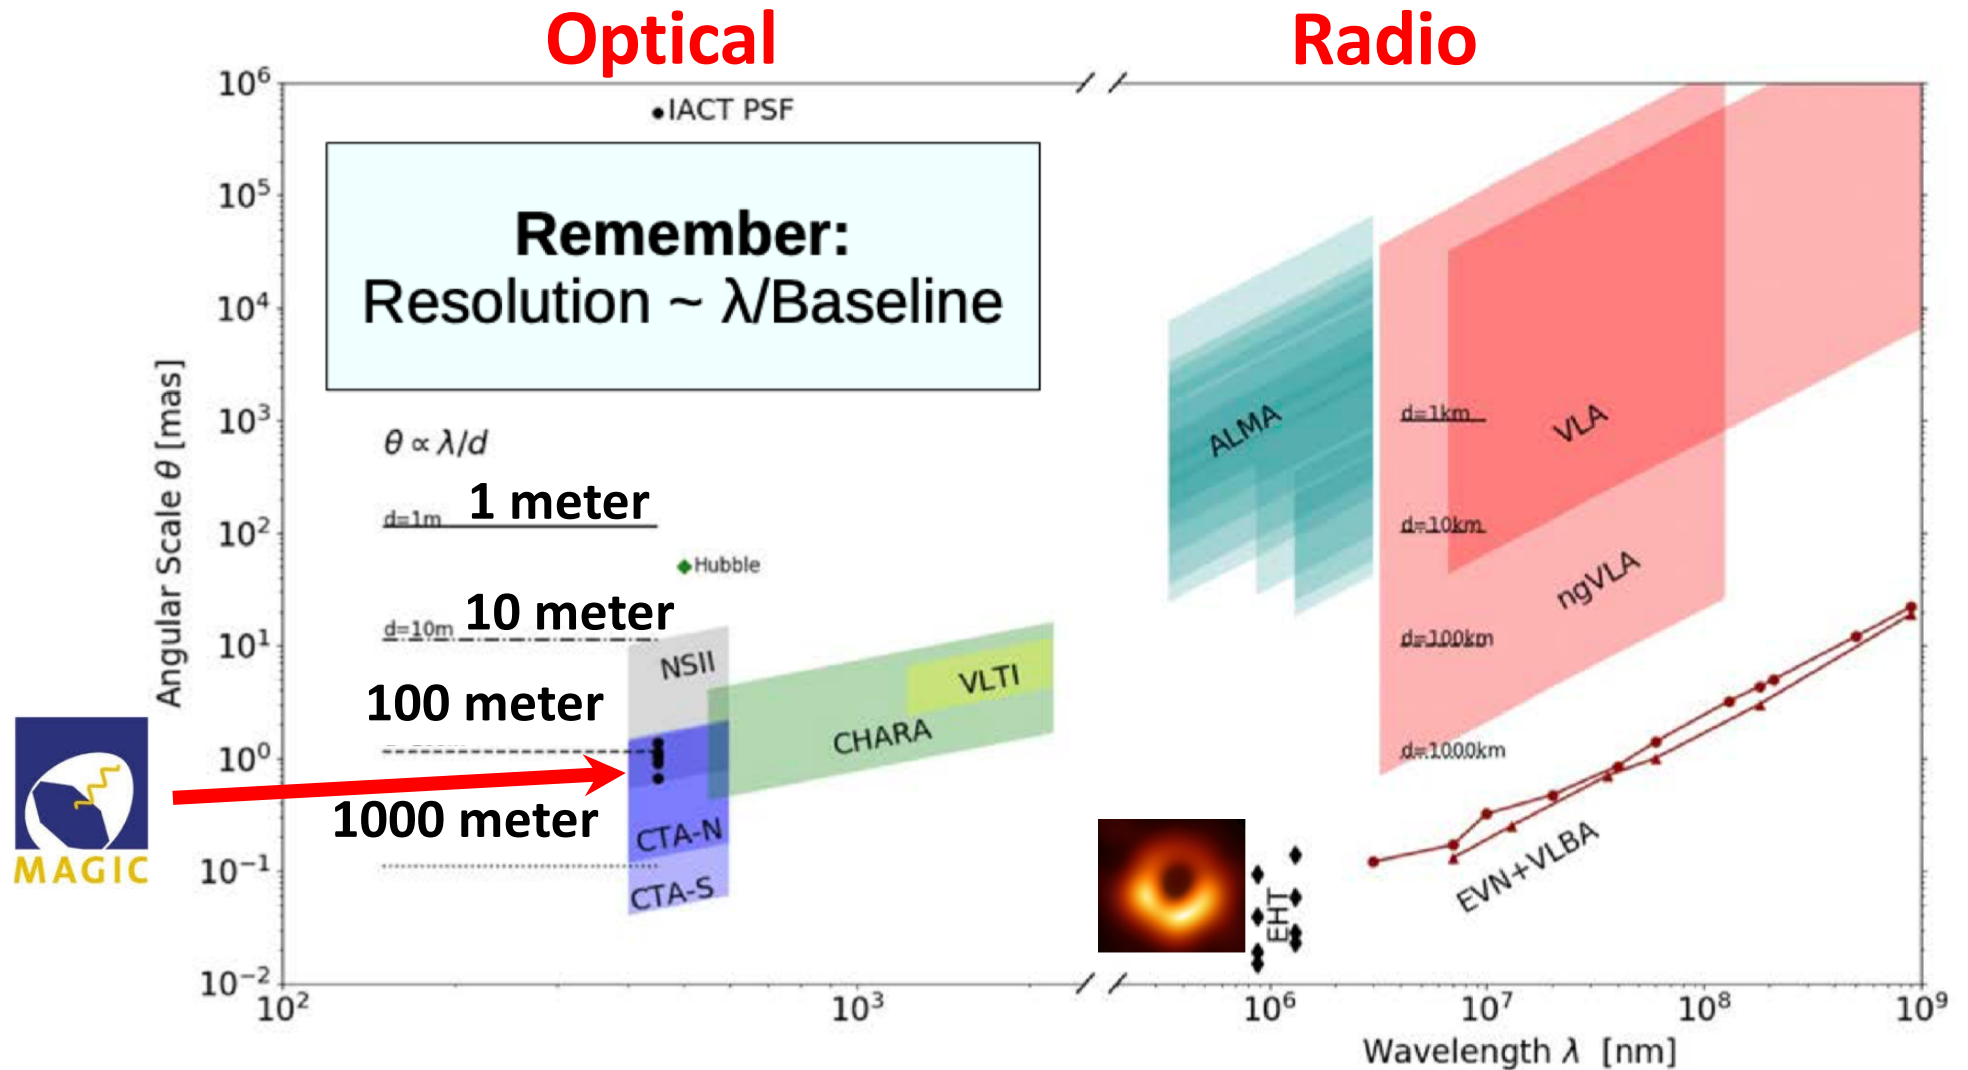 Optical
Radio
10⁶
10⁵
10⁴
10³
10²
10¹
10⁰
10⁻¹
10⁻²
Angular Scale θ [mas]
IACT PSF
Remember:
Resolution ~ λ/Baseline
θ ∝ λ/d
d=1m
1 meter
Hubble
d=10m
10 meter
100 meter
1000 meter
NSII
CTA-N
CTA-S
CHARA
VLTI
MAGIC
ALMA
d=1km
VLA
d=10km
ngVLA
d=100km
d=1000km
EHT
EVN+VLBA
10²
10³
10⁶
10⁷
10⁸
10⁹
Wavelength λ [nm]